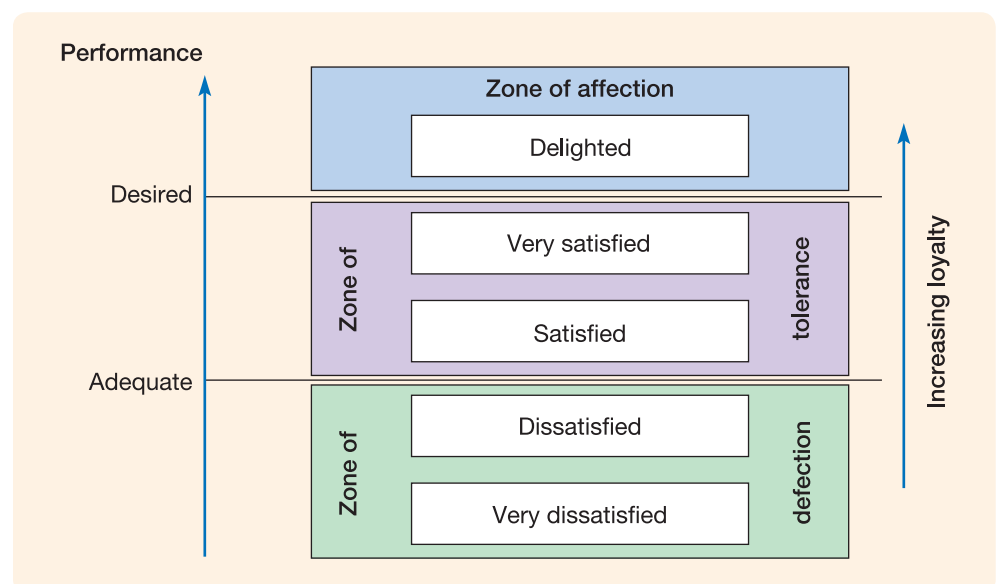 Performance
Zone of affection
Delighted
Desired
Zone of
Very satisfied
tolerance
Satisfied
Adequate
Zone of
Dissatisfied
defection
Very dissatisfied
Increasing loyalty